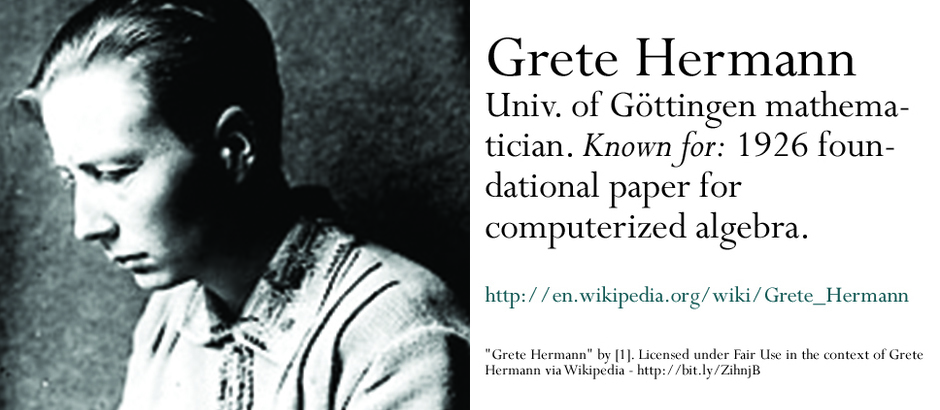 Grete Hermann
Univ. of Göttingen mathema-
tician. Known for: 1926 foun-
dational paper for
computerized algebra.
http://en.wikipedia.org/wiki/Grete_Hermann
"Grete Hermann" by [1]. Licensed under Fair Use in the context of Grete
Hermann via Wikipedia - http://bit.ly/ZihnjB